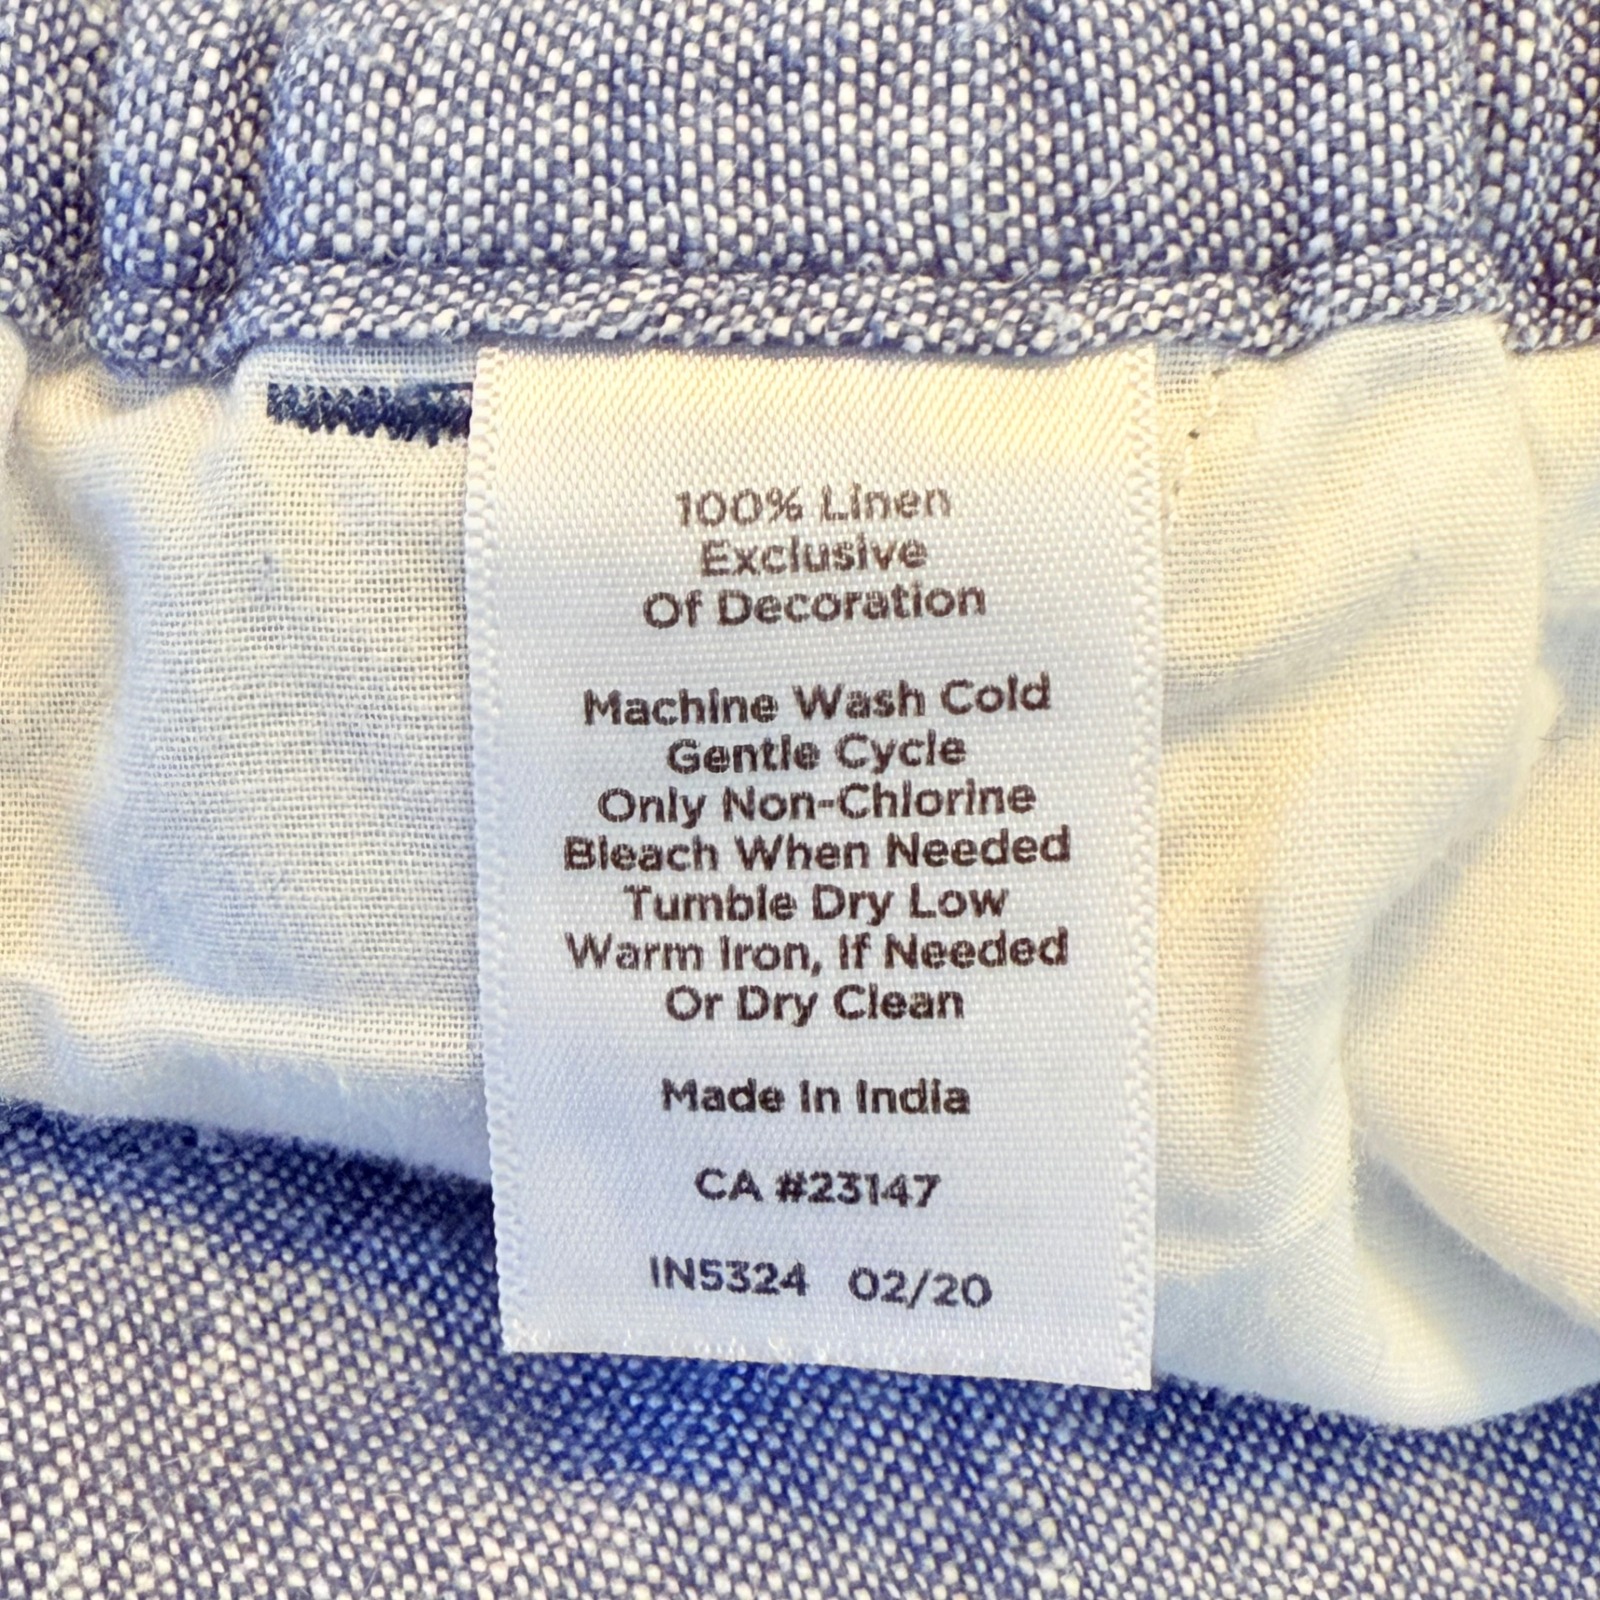 100% Linen
Exclusive
Of Decoration
Machine Wash Cold
Gentle Cycle
Only Non-Chlorine
Bleach When Needed
Tumble Dry Low
Warm Iron, If Needed
Or Dry Clean
Made In India
CA #23147
IN5324 02/20